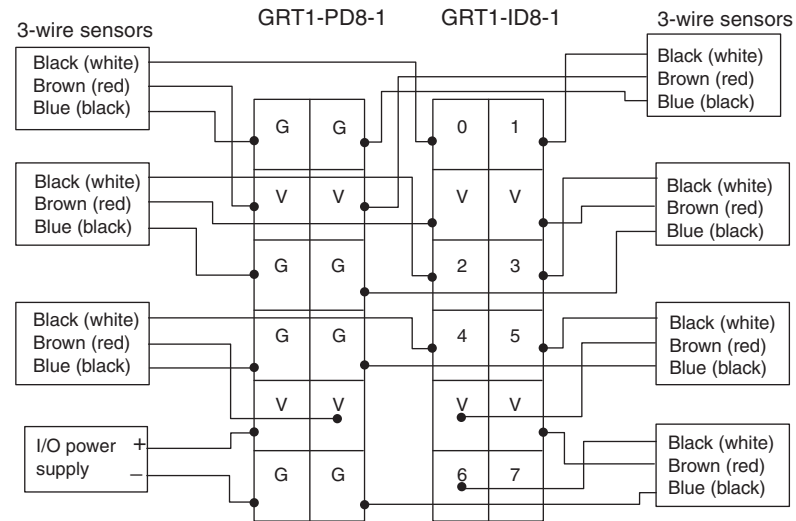 GRT1-PD8-1 GRT1-ID8-1
3-wire sensors 3-wire sensors
Black (white)
Brown (red)
Blue (black)
Black (white)
Brown (red)
Blue (black)
G G 0 1
Black (white)
Brown (red)
Blue (black)
V V V V
Black (white)
Brown (red)
Blue (black)
G G 2 3
Black (white)
Brown (red)
Blue (black)
G G 4 5
Black (white)
Brown (red)
Blue (black)
V V V V
I/O power +
supply −
G G 6 7
Black (white)
Brown (red)
Blue (black)